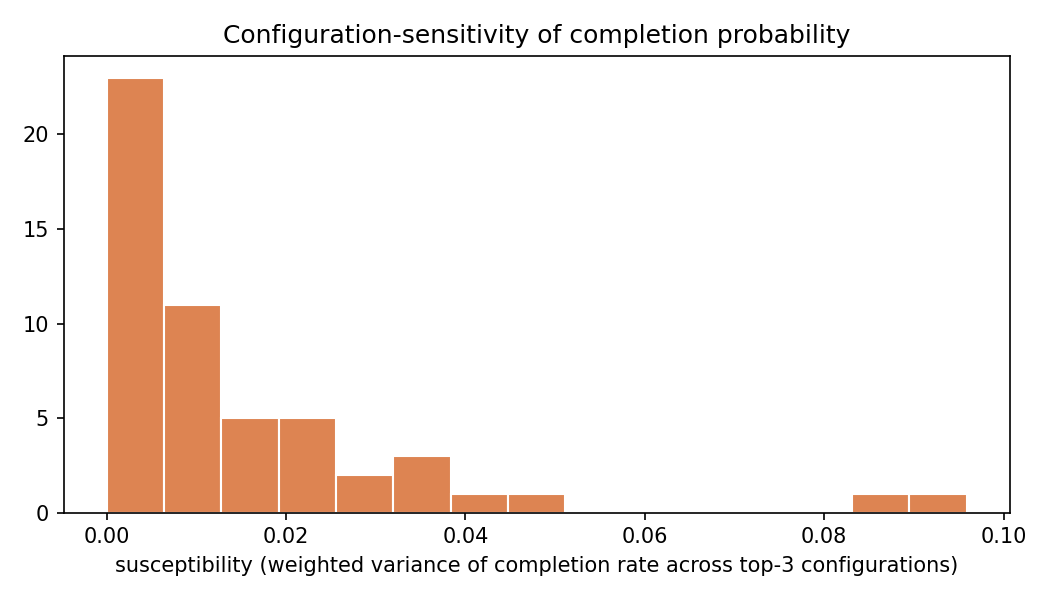 Configuration-sensitivity of completion probability
20
15
10
5
0
0.00 0.02 0.04 0.06 0.08 0.10
susceptibility (weighted variance of completion rate across top-3 configurations)